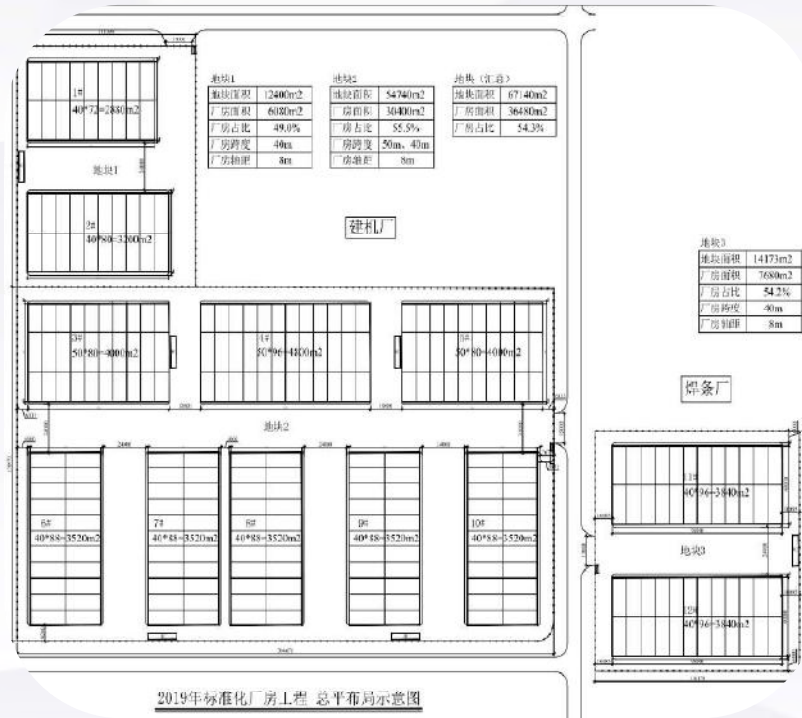 1#
40*72=2880m2
地块1
2#
40*80=3200m2
地块1
地块面积 12400m2
厂房面积 6080m2
厂房占比 49.0%
厂房跨度 40m
厂房轴距 8m
地块2
地块面积 54740m2
厂房面积 30400m2
厂房占比 55.5%
厂房跨度 50m、40m
厂房轴距 8m
地块（汇总）
地块面积 67140m2
厂房面积 36480m2
厂房占比 54.3%
建机厂
地块3
地块面积 14173m2
厂房面积 7680m2
厂房占比 54.2%
厂房跨度 40m
厂房轴距 8m
焊条厂
3#
50*80=4000m2
4#
50*96=4800m2
5#
50*80=4000m2
地块2
6#
40*88=3520m2
7#
40*88=3520m2
8#
40*88=3520m2
9#
40*88=3520m2
10#
40*88=3520m2
11#
40*96=3840m2
地块3
12#
40*96=3840m2
2019年标准化厂房工程 总平布局示意图